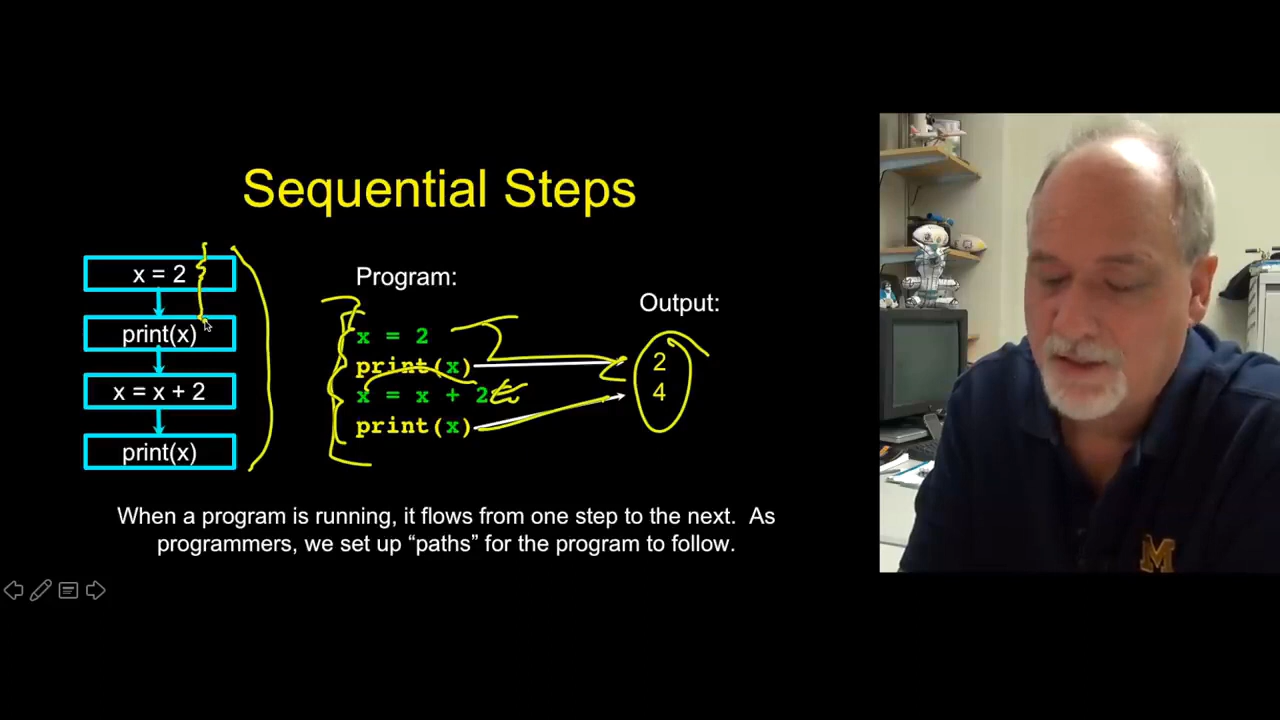 Sequential Steps
x = 2
print(x)
x = x + 2
print(x)
Program:
x = 2
print(x)
x = x + 2
print(x)
Output:
2
4
When a program is running, it flows from one step to the next. As
programmers, we set up “paths” for the program to follow.
M